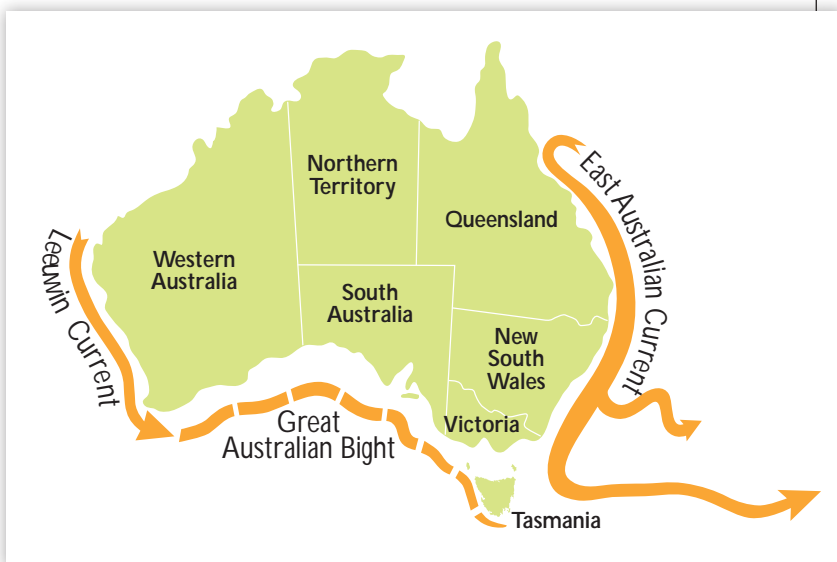 Northern
Territory
Queensland
Western
Australia
South
Australia
New
South
Wales
Victoria
Tasmania
Great
Australian Bight
Leeuwin Current
East Australian Current